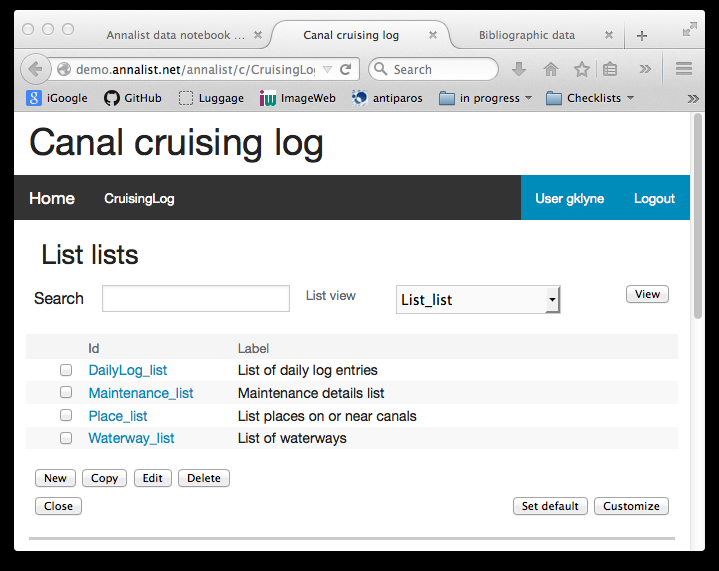 Annalist data notebook ... Canal cruising log Bibliographic data
demo.annalist.net/annalist/c/CruisingLo Search
iGoogle GitHub Luggage ImageWeb antiparos in progress Checklists
Canal cruising log
Home CruisingLog User gklyne Logout
List lists
Search List view List_list View
Id Label
DailyLog_list List of daily log entries
Maintenance_list Maintenance details list
Place_list List places on or near canals
Waterway_list List of waterways
New Copy Edit Delete
Close Set default Customize